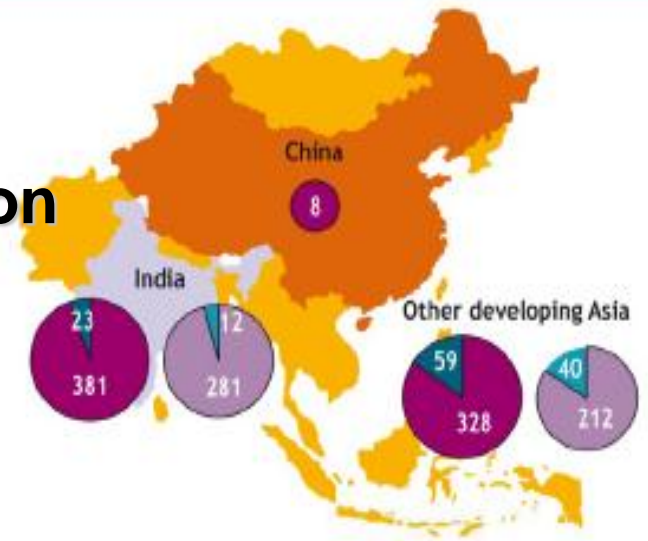 on
China
8
India
Other developing Asia
23
12
59
40
381
281
328
212